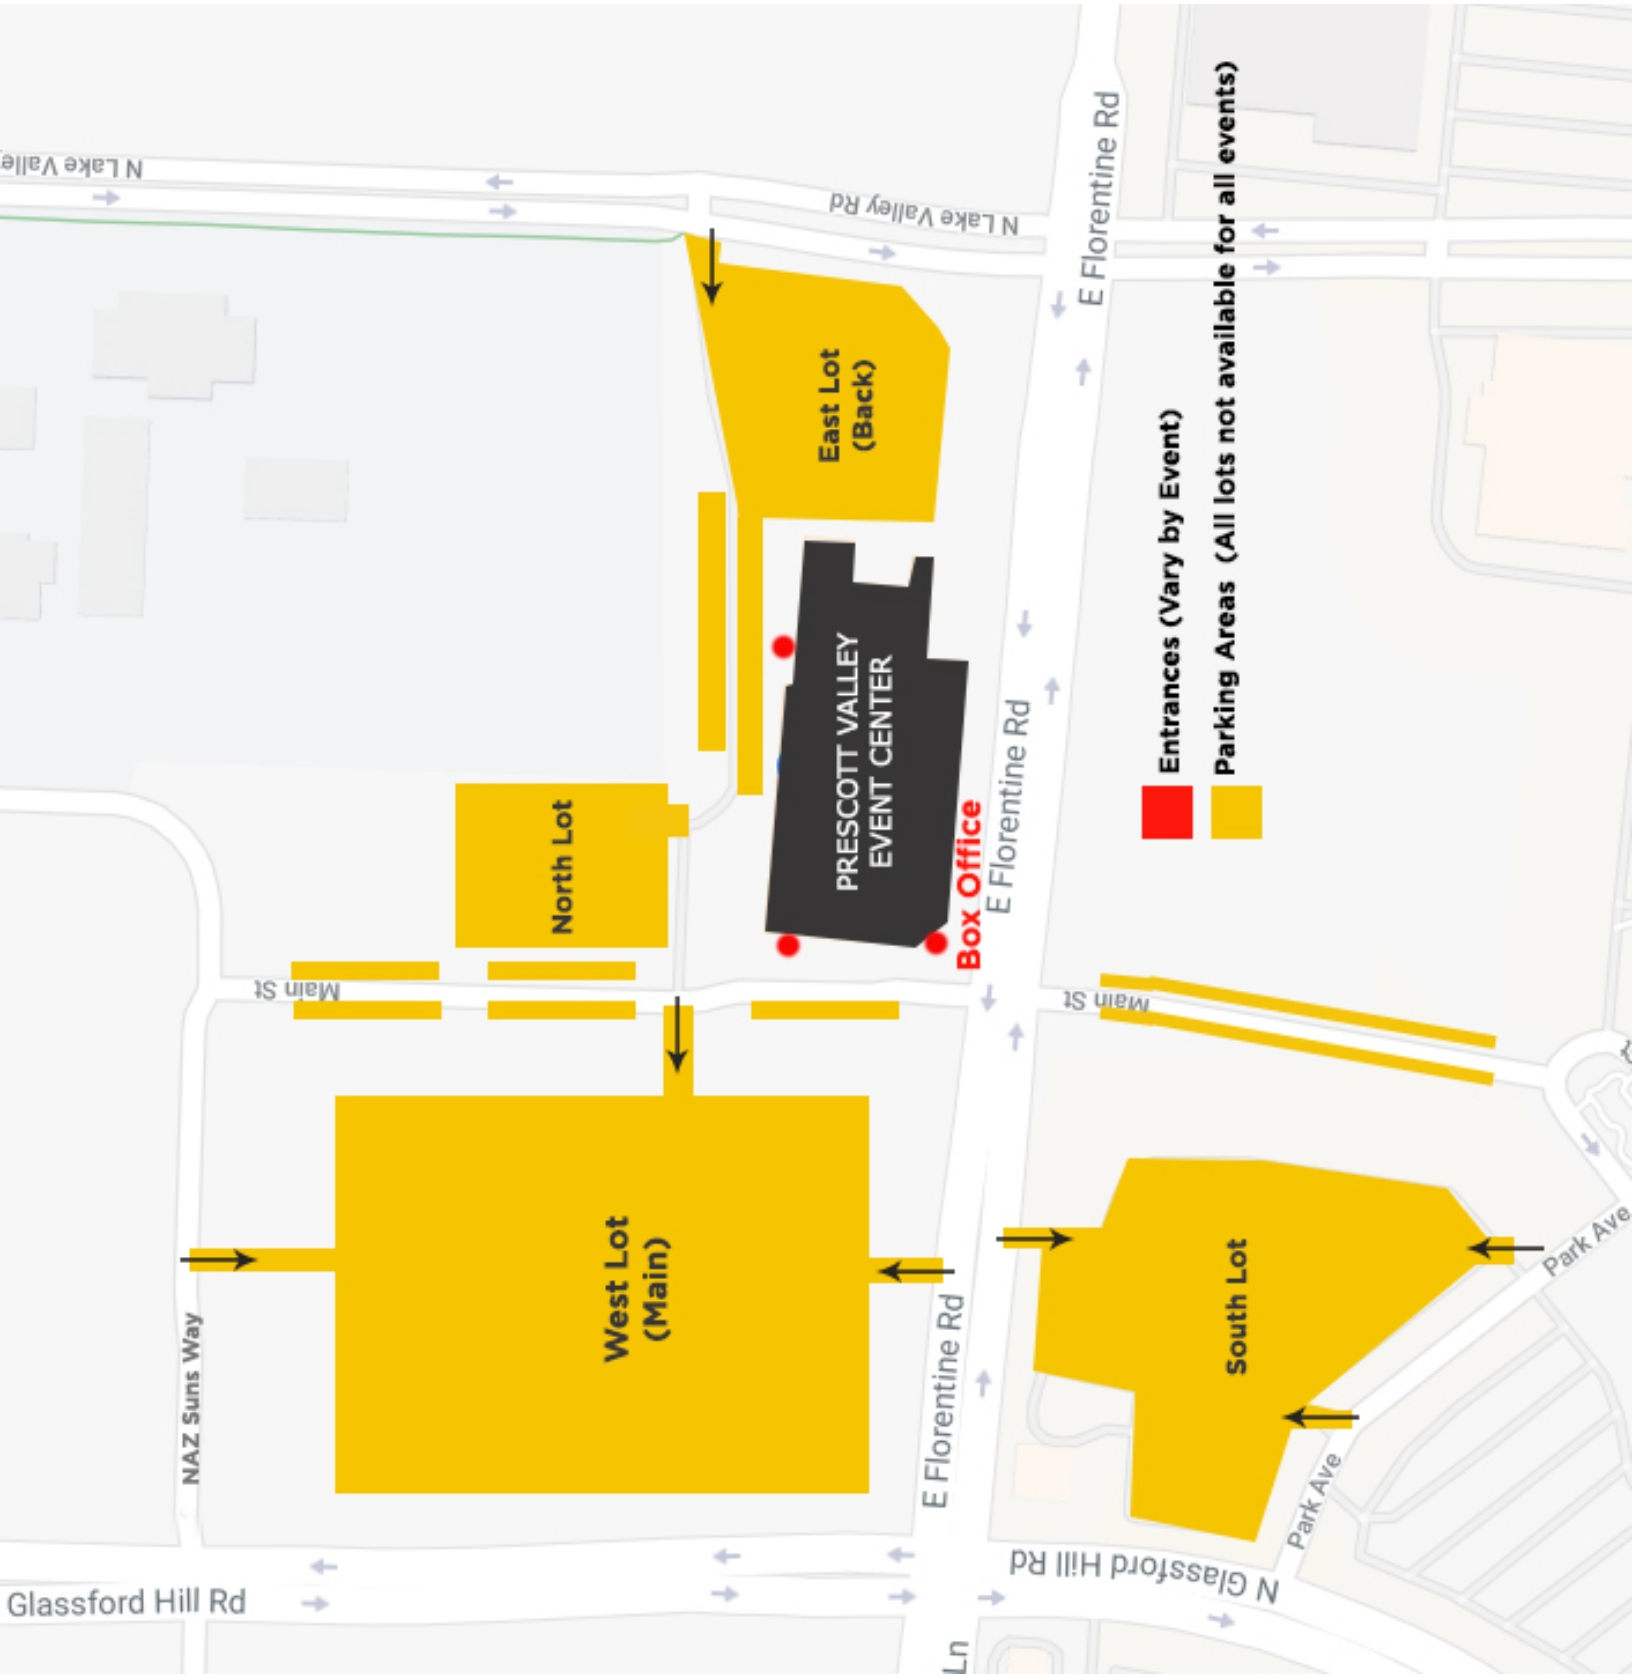 N Lake Valley
N Lake Valley Rd
E Florentine Rd
East Lot
(Back)
Entrances (Vary by Event)
Parking Areas (All lots not available for all events)
PRESCOTT VALLEY
EVENT CENTER
North Lot
Box Office
E Florentine Rd
Main St
Main St
West Lot
(Main)
South Lot
Park Ave
NAZ Suns Way
E Florentine Rd
Park Ave
N Glassford Hill Rd
Glassford Hill Rd
Ln